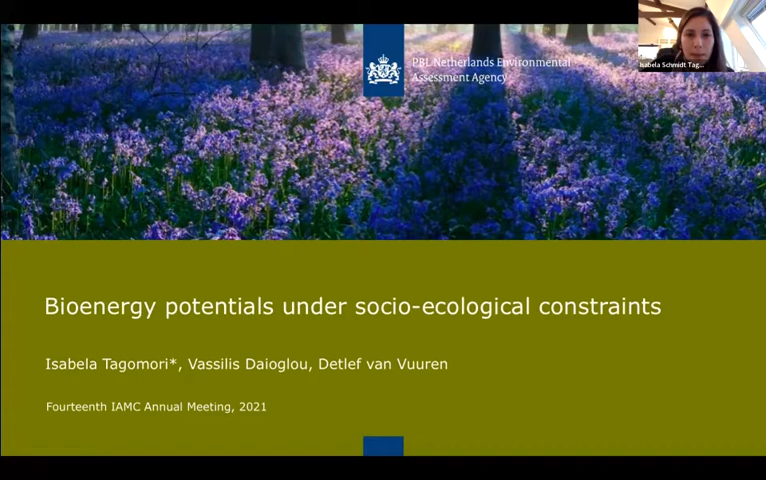 PBL Netherlands Environmental
Assessment Agency
Isabela Schmidt Tag...
Bioenergy potentials under socio-ecological constraints
Isabela Tagomori*, Vassilis Daioglou, Detlef van Vuuren
Fourteenth IAMC Annual Meeting, 2021